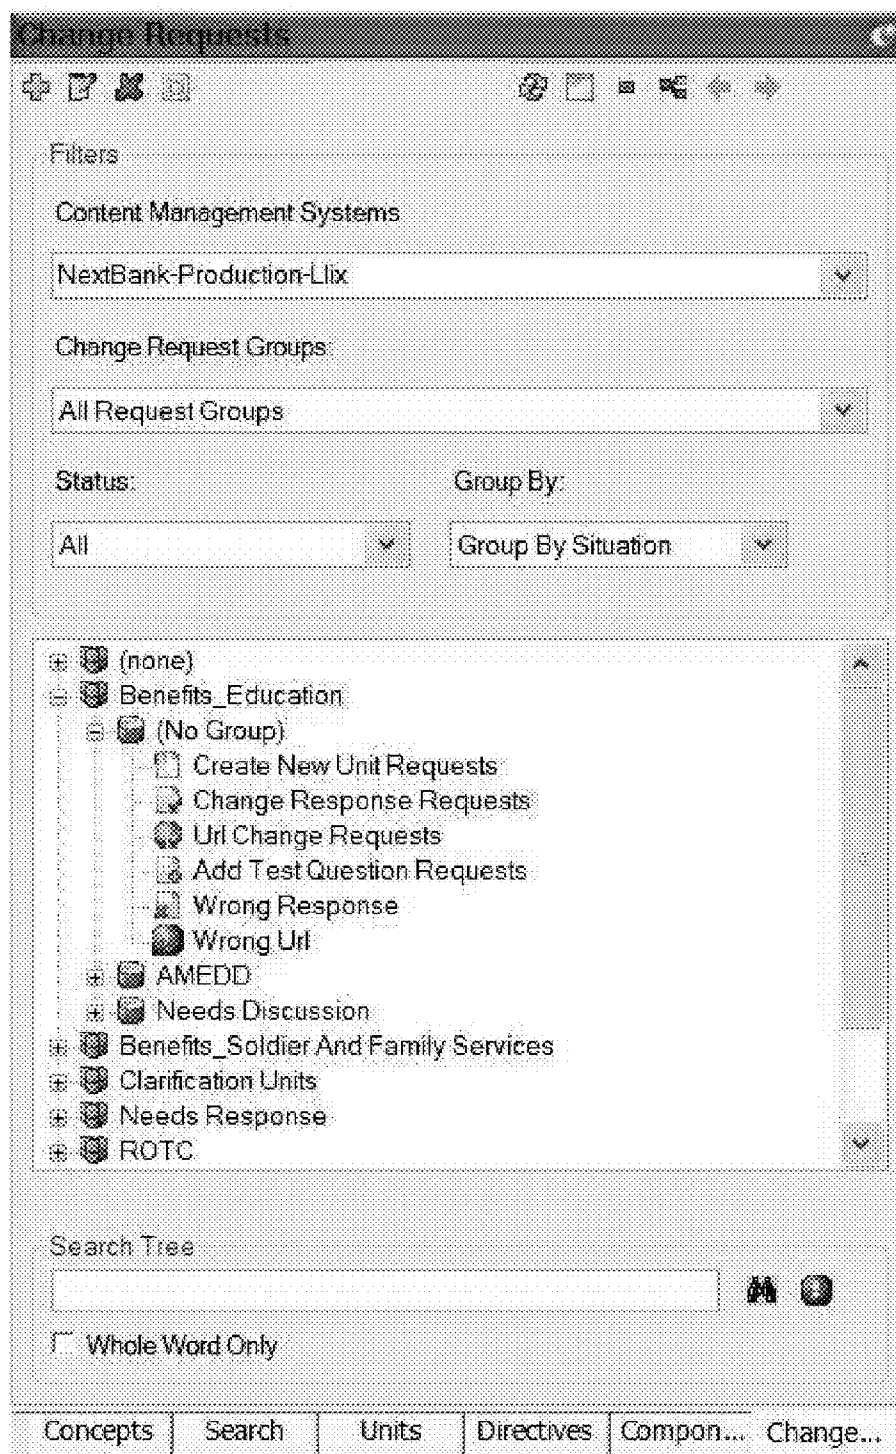 Change Requests
Filters
Content Management Systems
NextBank-Production-Llix
Change Request Groups:
All Request Groups
Status: Group By:
All Group By Situation
(none)
Benefits_Education
(No Group)
Create New Unit Requests
Change Response Requests
Url Change Requests
Add Test Question Requests
Wrong Response
Wrong Url
AMEDD
Needs Discussion
Benefits_Soldier And Family Services
Clarification Units
Needs Response
ROTC
Search Tree
Whole Word Only
Concepts Search Units Directives Compon... Change...